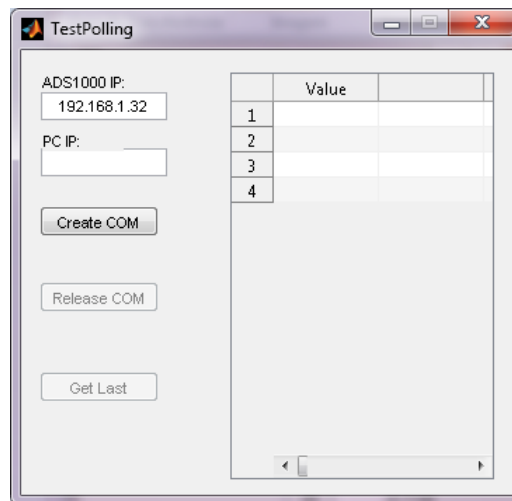 TestPolling
ADS1000 IP:
192.168.1.32
PC IP:
Create COM
Release COM
Get Last
Value
1
2
3
4